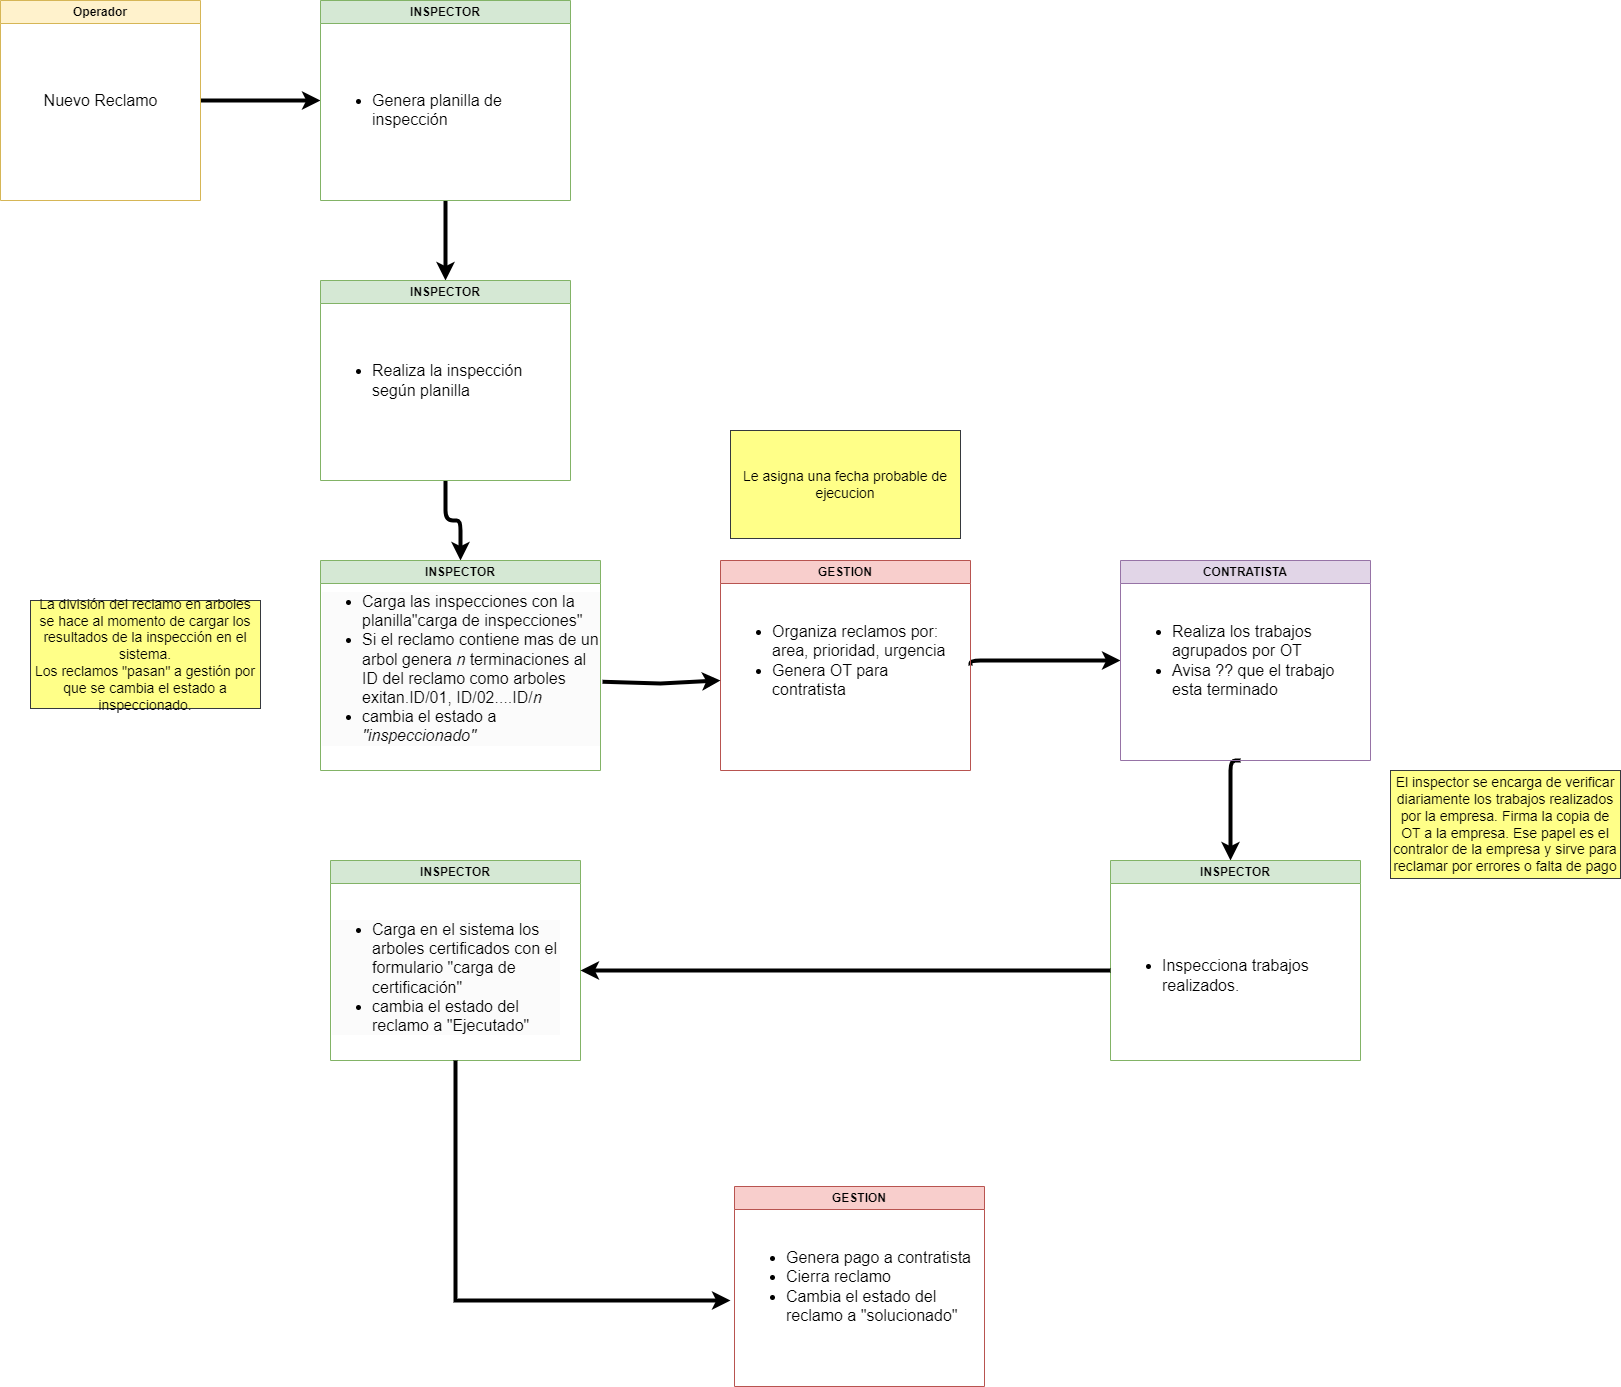 Operador
Nuevo Reclamo
INSPECTOR
Genera planilla de
inspección
INSPECTOR
Realiza la inspección
según planilla
Le asigna una fecha probable de
ejecucion
La división del reclamo en arboles
se hace al momento de cargar los
resultados de la inspección en el
sistema.
Los reclamos "pasan" a gestión por
que se cambia el estado a
inspeccionado.
INSPECTOR
Carga las inspecciones con la
planilla"carga de inspecciones"
Si el reclamo contiene mas de un
arbol genera n terminaciones al
ID del reclamo como arboles
exitan.ID/01, ID/02....ID/n
cambia el estado a
"inspeccionado"
GESTION
Organiza reclamos por:
area, prioridad, urgencia
Genera OT para
contratista
CONTRATISTA
Realiza los trabajos
agrupados por OT
Avisa ?? que el trabajo
esta terminado
El inspector se encarga de verificar
diariamente los trabajos realizados
por la empresa. Firma la copia de
OT a la empresa. Ese papel es el
contralor de la empresa y sirve para
reclamar por errores o falta de pago
INSPECTOR
Inspecciona trabajos
realizados.
INSPECTOR
Carga en el sistema los
arboles certificados con el
formulario "carga de
certificación"
cambia el estado del
reclamo a "Ejecutado"
GESTION
Genera pago a contratista
Cierra reclamo
Cambia el estado del
reclamo a "solucionado"